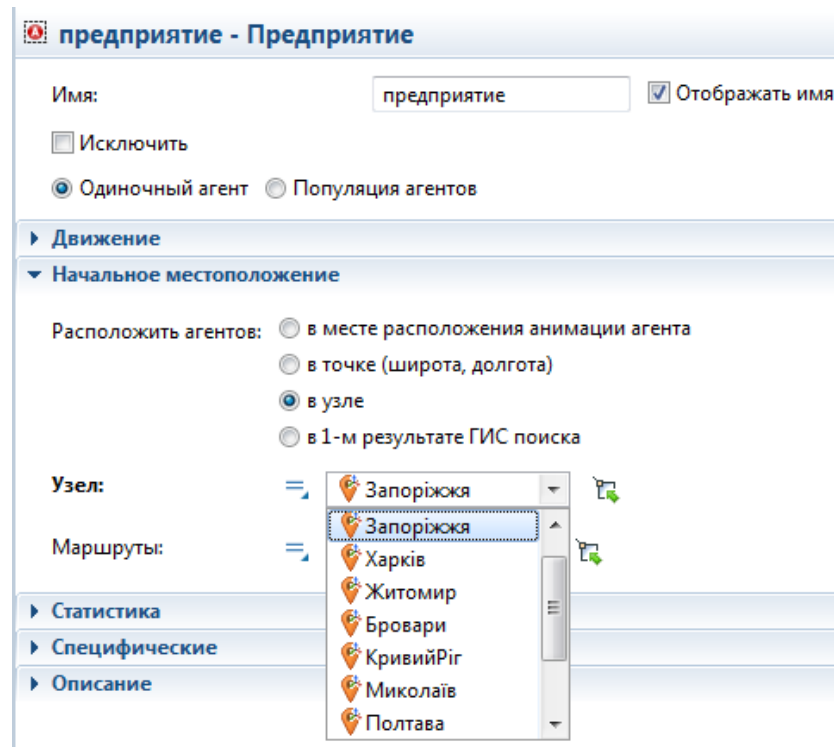 предприятие - Предприятие
Имя: предприятие Отображать имя
Исключить
Одиночный агент Популяция агентов
Движение
Начальное местоположение
Расположить агентов: в месте расположения анимации агента
в точке (широта, долгота)
в узле
в 1-м результате ГИС поиска
Узел: Запоріжжя
Запоріжжя
Маршруты: Харків
Житомир
Бровари
КривийРіг
Миколаїв
Полтава
Статистика
Специфические
Описание